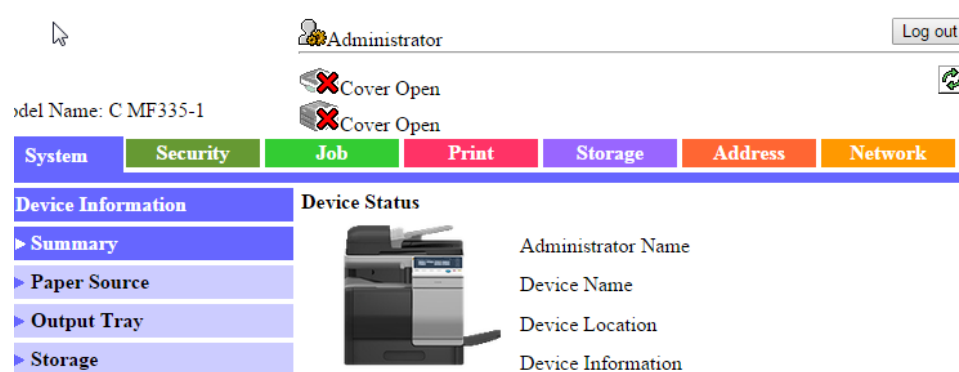 Administrator
Log out
Cover Open
odel Name: C MF335-1
Cover Open
System
Security
Job
Print
Storage
Address
Network
Device Information
Summary
Paper Source
Output Tray
Storage
Device Status
Administrator Name
Device Name
Device Location
Device Information